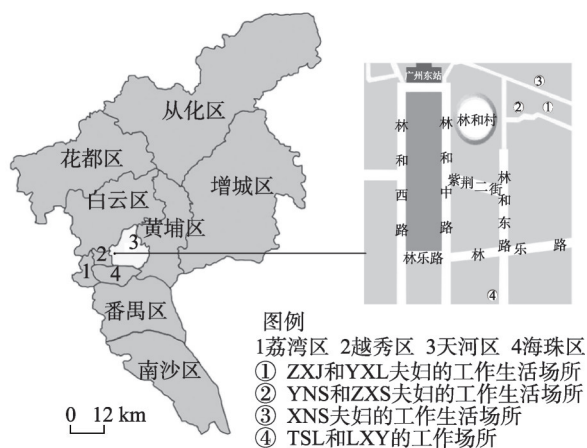 从化区
花都区
增城区
白云区
黄埔区
3
2
1
4
番禺区
南沙区
0 12 km
广州东站
③
② ①
林和村
林和西路
林和中路
紫荆二街
林和东路
林乐路
林乐路
④
图例
1荔湾区 2越秀区 3天河区 4海珠区
① ZXJ和YXL夫妇的工作生活场所
② YNS和ZXS夫妇的工作生活场所
③ XNS夫妇的工作生活场所
④ TSL和LXY的工作场所